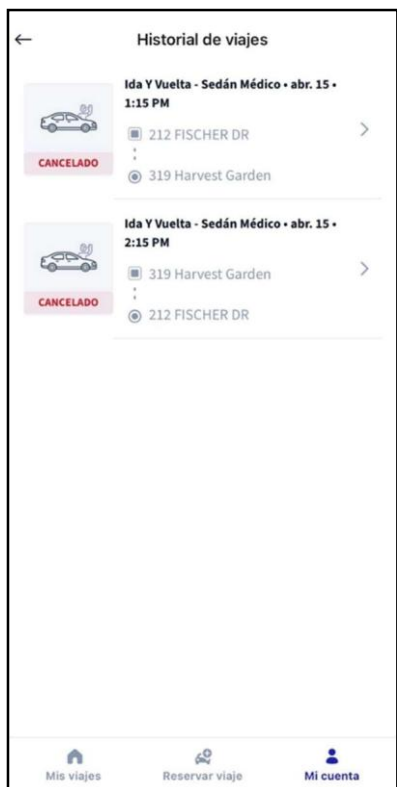 Historial de viajes
Ida Y Vuelta - Sedán Médico • abr. 15 •
1:15 PM
212 FISCHER DR
319 Harvest Garden
CANCELADO
Ida Y Vuelta - Sedán Médico • abr. 15 •
2:15 PM
319 Harvest Garden
212 FISCHER DR
CANCELADO
Mis viajes
Reservar viaje
Mi cuenta